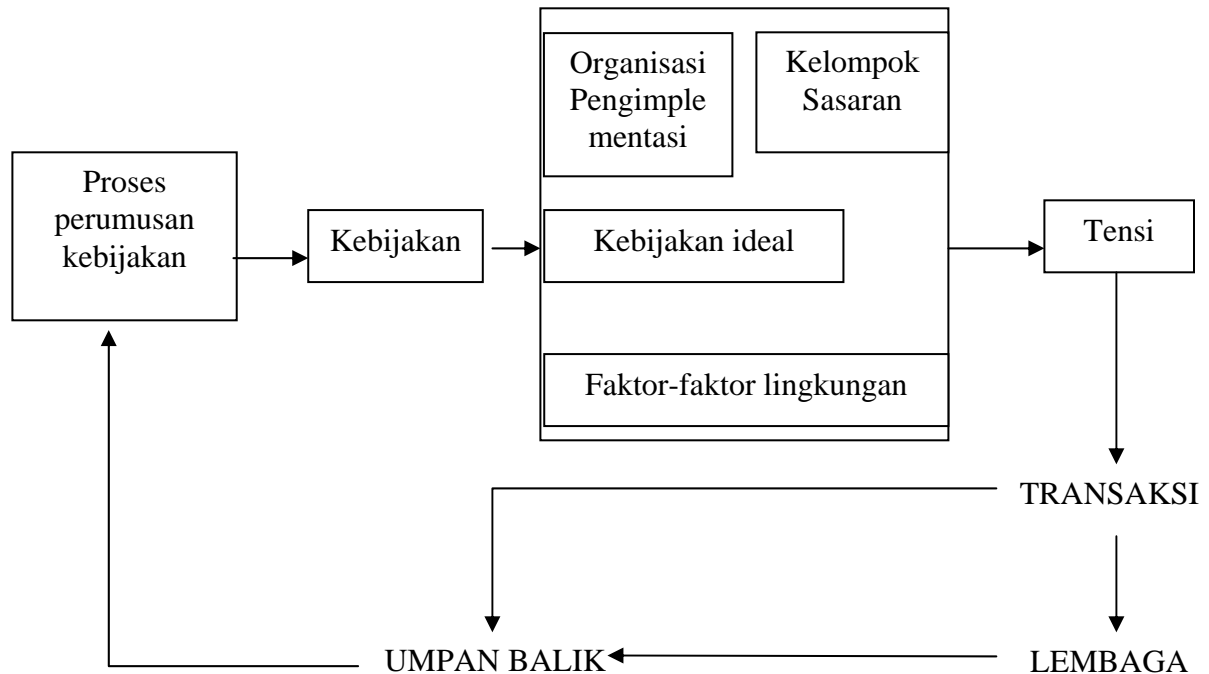 Organisasi
Pengimple
mentasi
Kelompok
Sasaran
Proses
perumusan
kebijakan
Kebijakan
Kebijakan ideal
Tensi
Faktor-faktor lingkungan
TRANSAKSI
UMPAN BALIK
LEMBAGA